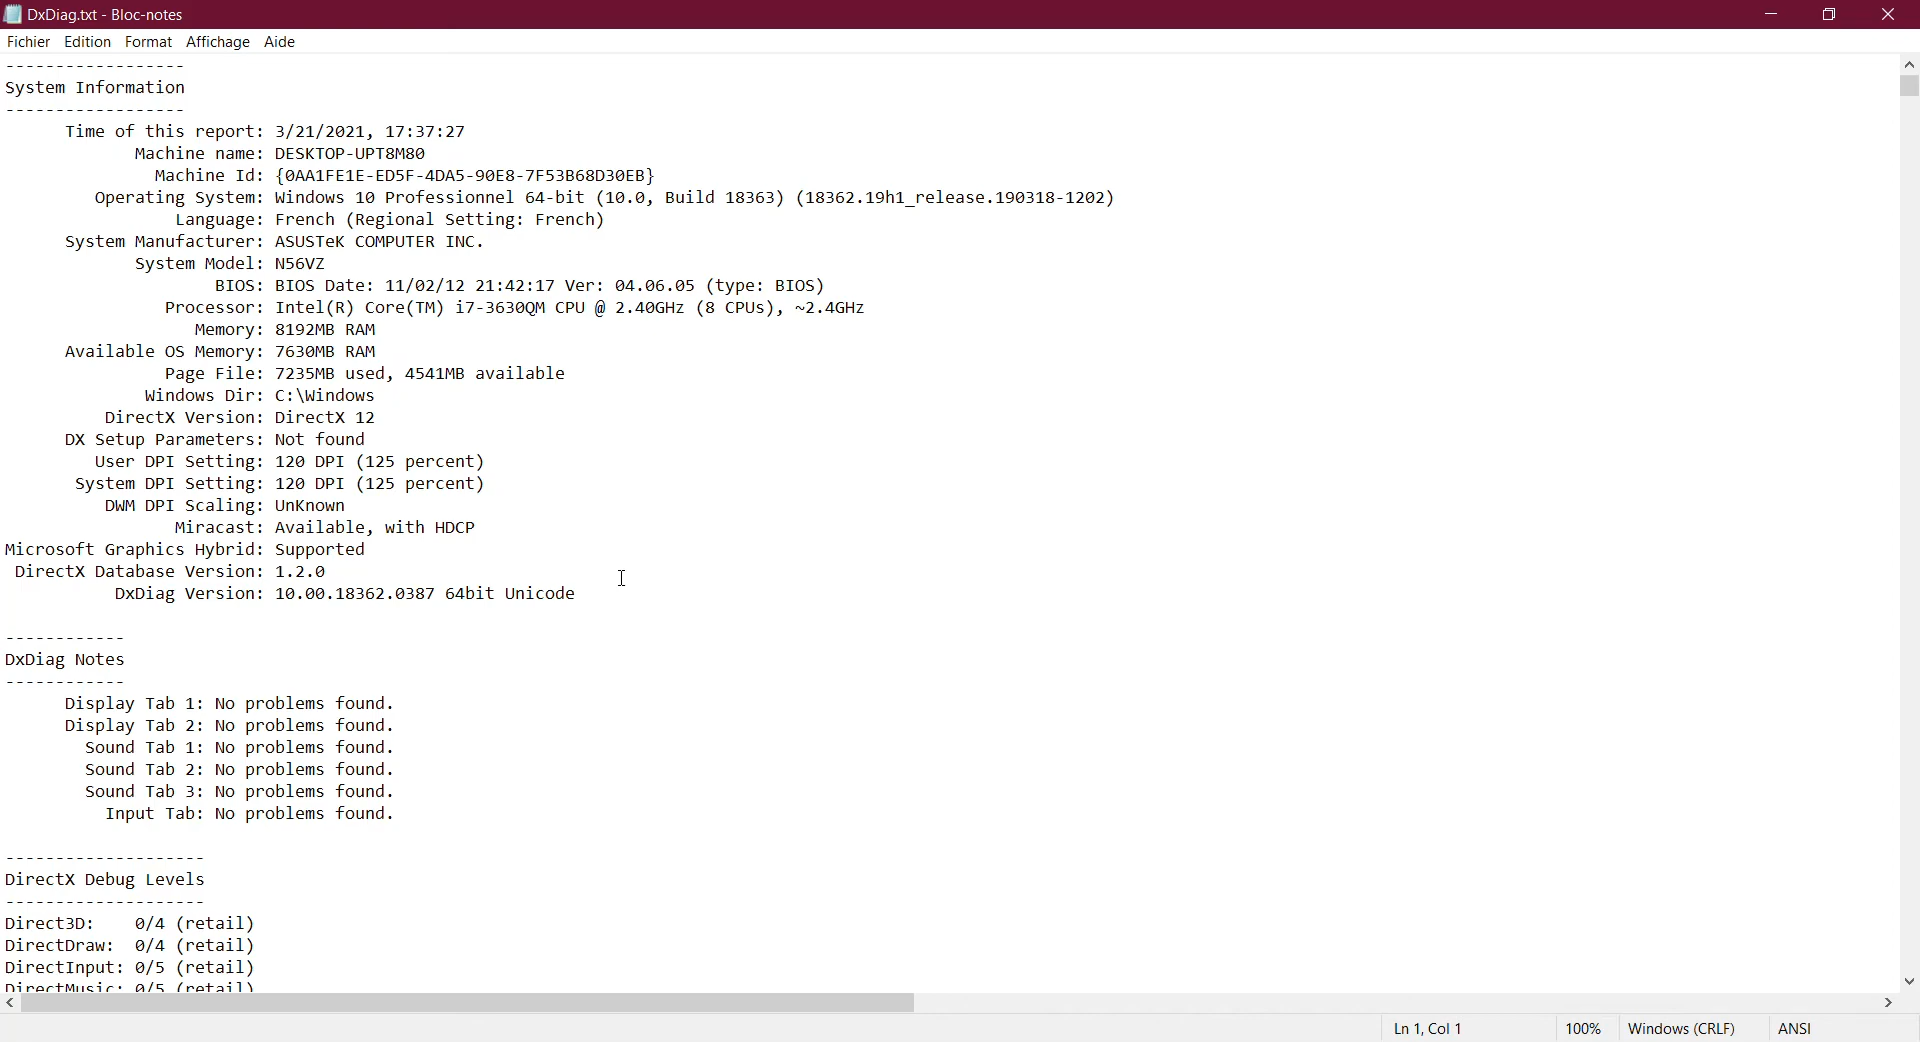 DxDiag.txt - Bloc-notes
Fichier Edition Format Affichage Aide
------------------
System Information
------------------
      Time of this report: 3/21/2021, 17:37:27
             Machine name: DESKTOP-UPT8M80
               Machine Id: {0AA1FE1E-ED5F-4DA5-90E8-7F53B68D30EB}
         Operating System: Windows 10 Professionnel 64-bit (10.0, Build 18363) (18362.19h1_release.190318-1202)
                 Language: French (Regional Setting: French)
      System Manufacturer: ASUSTeK COMPUTER INC.
             System Model: N56VZ
                     BIOS: BIOS Date: 11/02/12 21:42:17 Ver: 04.06.05 (type: BIOS)
                Processor: Intel(R) Core(TM) i7-3630QM CPU @ 2.40GHz (8 CPUs), ~2.4GHz
                   Memory: 8192MB RAM
      Available OS Memory: 7630MB RAM
                Page File: 7235MB used, 4541MB available
              Windows Dir: C:\Windows
          DirectX Version: DirectX 12
      DX Setup Parameters: Not found
         User DPI Setting: 120 DPI (125 percent)
       System DPI Setting: 120 DPI (125 percent)
          DWM DPI Scaling: UnKnown
                 Miracast: Available, with HDCP
Microsoft Graphics Hybrid: Supported
 DirectX Database Version: 1.2.0
           DxDiag Version: 10.00.18362.0387 64bit Unicode
------------
DxDiag Notes
------------
      Display Tab 1: No problems found.
      Display Tab 2: No problems found.
        Sound Tab 1: No problems found.
        Sound Tab 2: No problems found.
        Sound Tab 3: No problems found.
          Input Tab: No problems found.
--------------------
DirectX Debug Levels
--------------------
Direct3D:    0/4 (retail)
DirectDraw:  0/4 (retail)
DirectInput: 0/5 (retail)
DirectMusic: 0/5 (retail)
Ln 1, Col 1 100% Windows (CRLF) ANSI